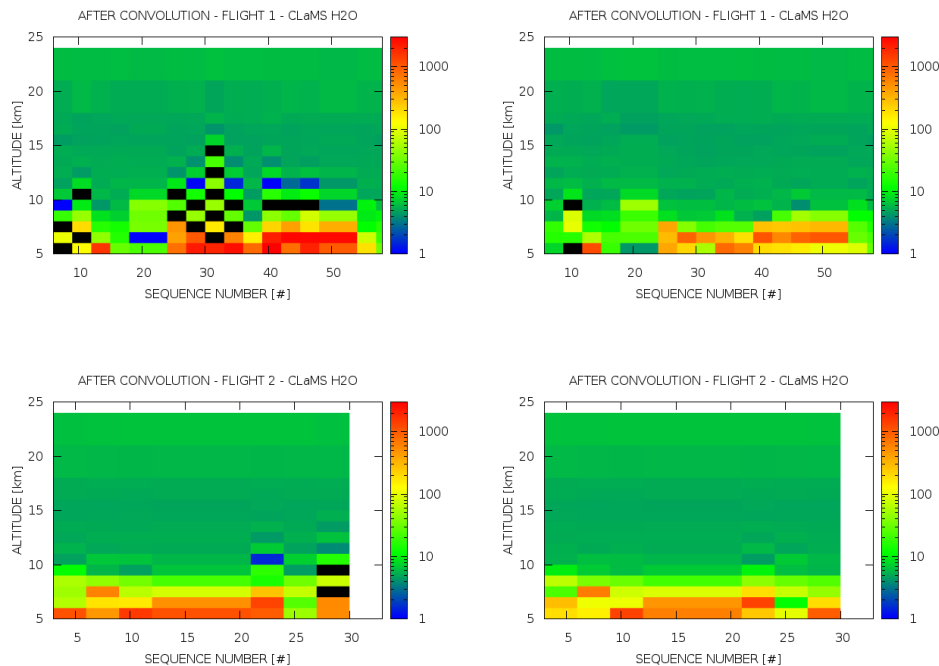 AFTER CONVOLUTION - FLIGHT 1 - CLaMS H2O
25
20
15
10
5
ALTITUDE [km]
10 20 30 40 50
SEQUENCE NUMBER [#]
1000
100
10
1
AFTER CONVOLUTION - FLIGHT 1 - CLaMS H2O
25
20
15
10
5
ALTITUDE [km]
10 20 30 40 50
SEQUENCE NUMBER [#]
1000
100
10
1
AFTER CONVOLUTION - FLIGHT 2 - CLaMS H2O
25
20
15
10
5
ALTITUDE [km]
5 10 15 20 25 30
SEQUENCE NUMBER [#]
1000
100
10
1
AFTER CONVOLUTION - FLIGHT 2 - CLaMS H2O
25
20
15
10
5
ALTITUDE [km]
5 10 15 20 25 30
SEQUENCE NUMBER [#]
1000
100
10
1